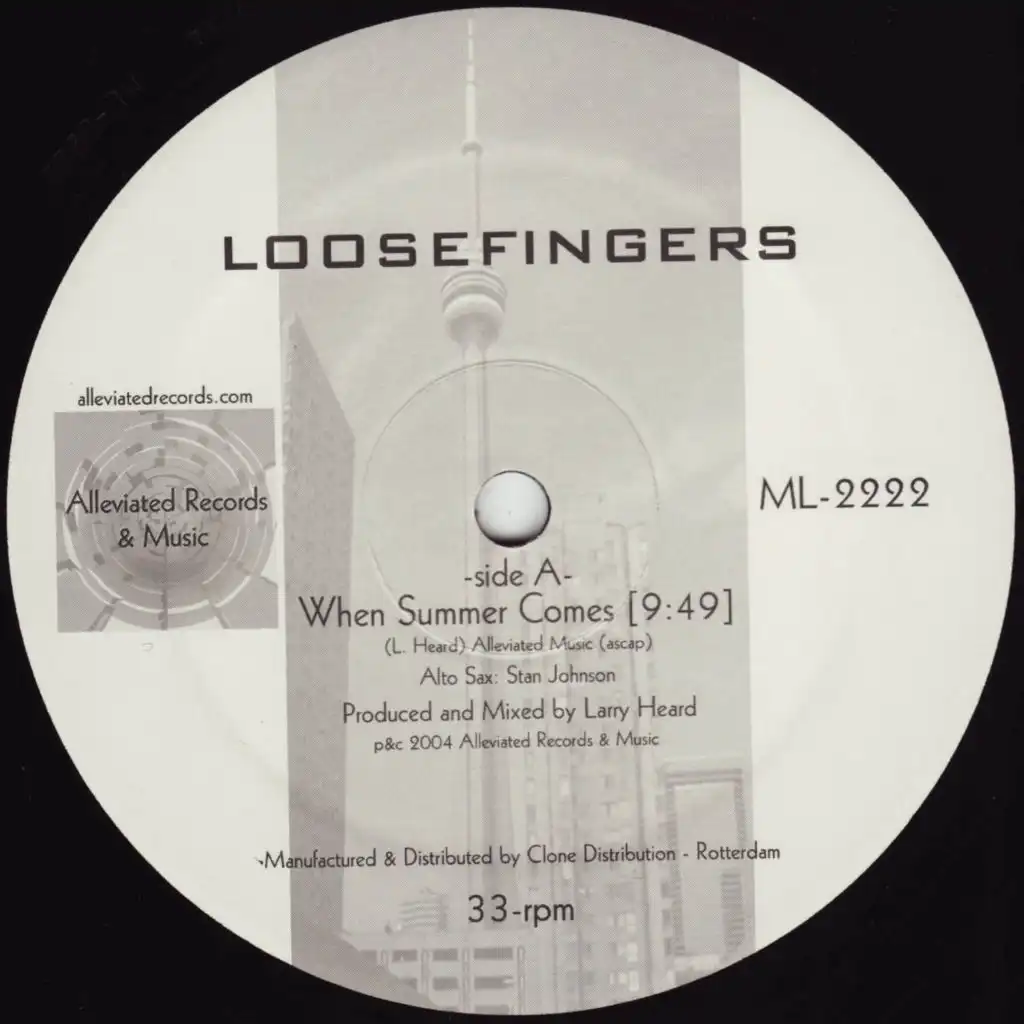 LOOSEFINGERS
alleviatedrecords.com
Alleviated Records
& Music
ML-2222
-side A-
When Summer Comes [9:49]
(L. Heard) Alleviated Music (ascap)
Alto Sax: Stan Johnson
Produced and Mixed by Larry Heard
p&c 2004 Alleviated Records & Music
Manufactured & Distributed by Clone Distribution - Rotterdam
33-rpm